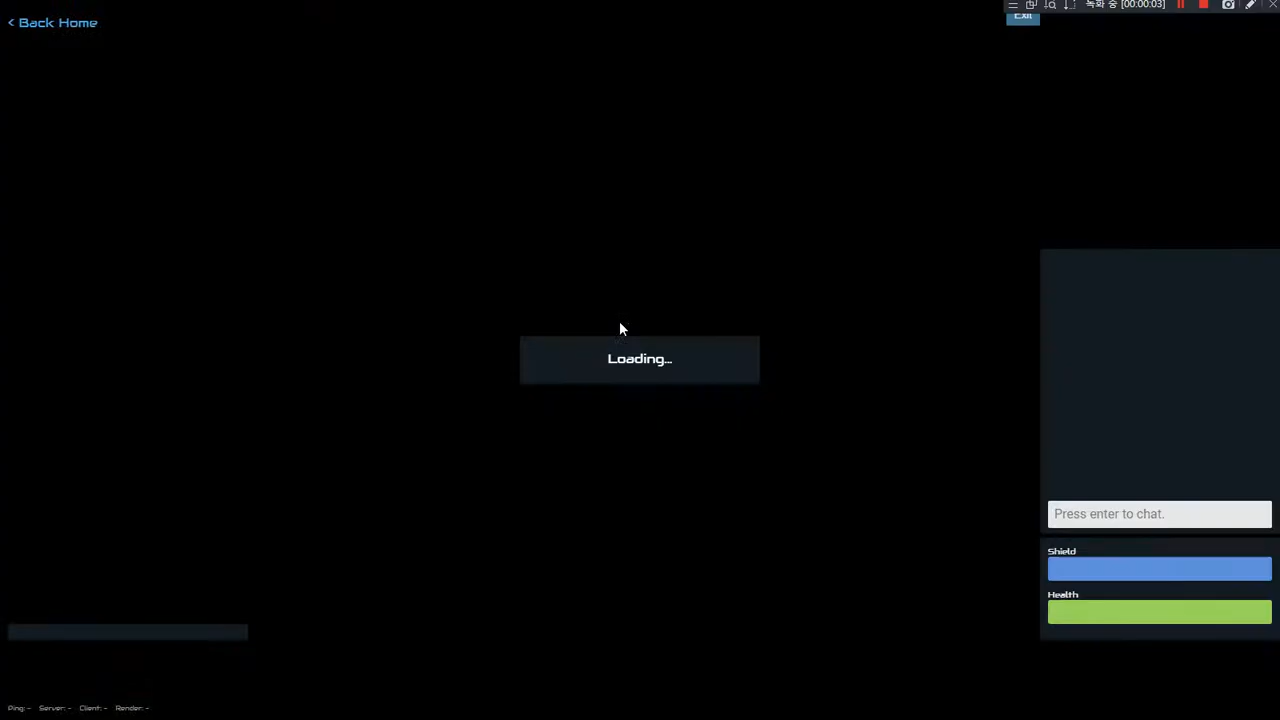 < Back Home
녹화 중 [00:00:03]
Exit
Loading...
Press enter to chat.
Shield
Health
Ping: - Server: - Client: - Render: -